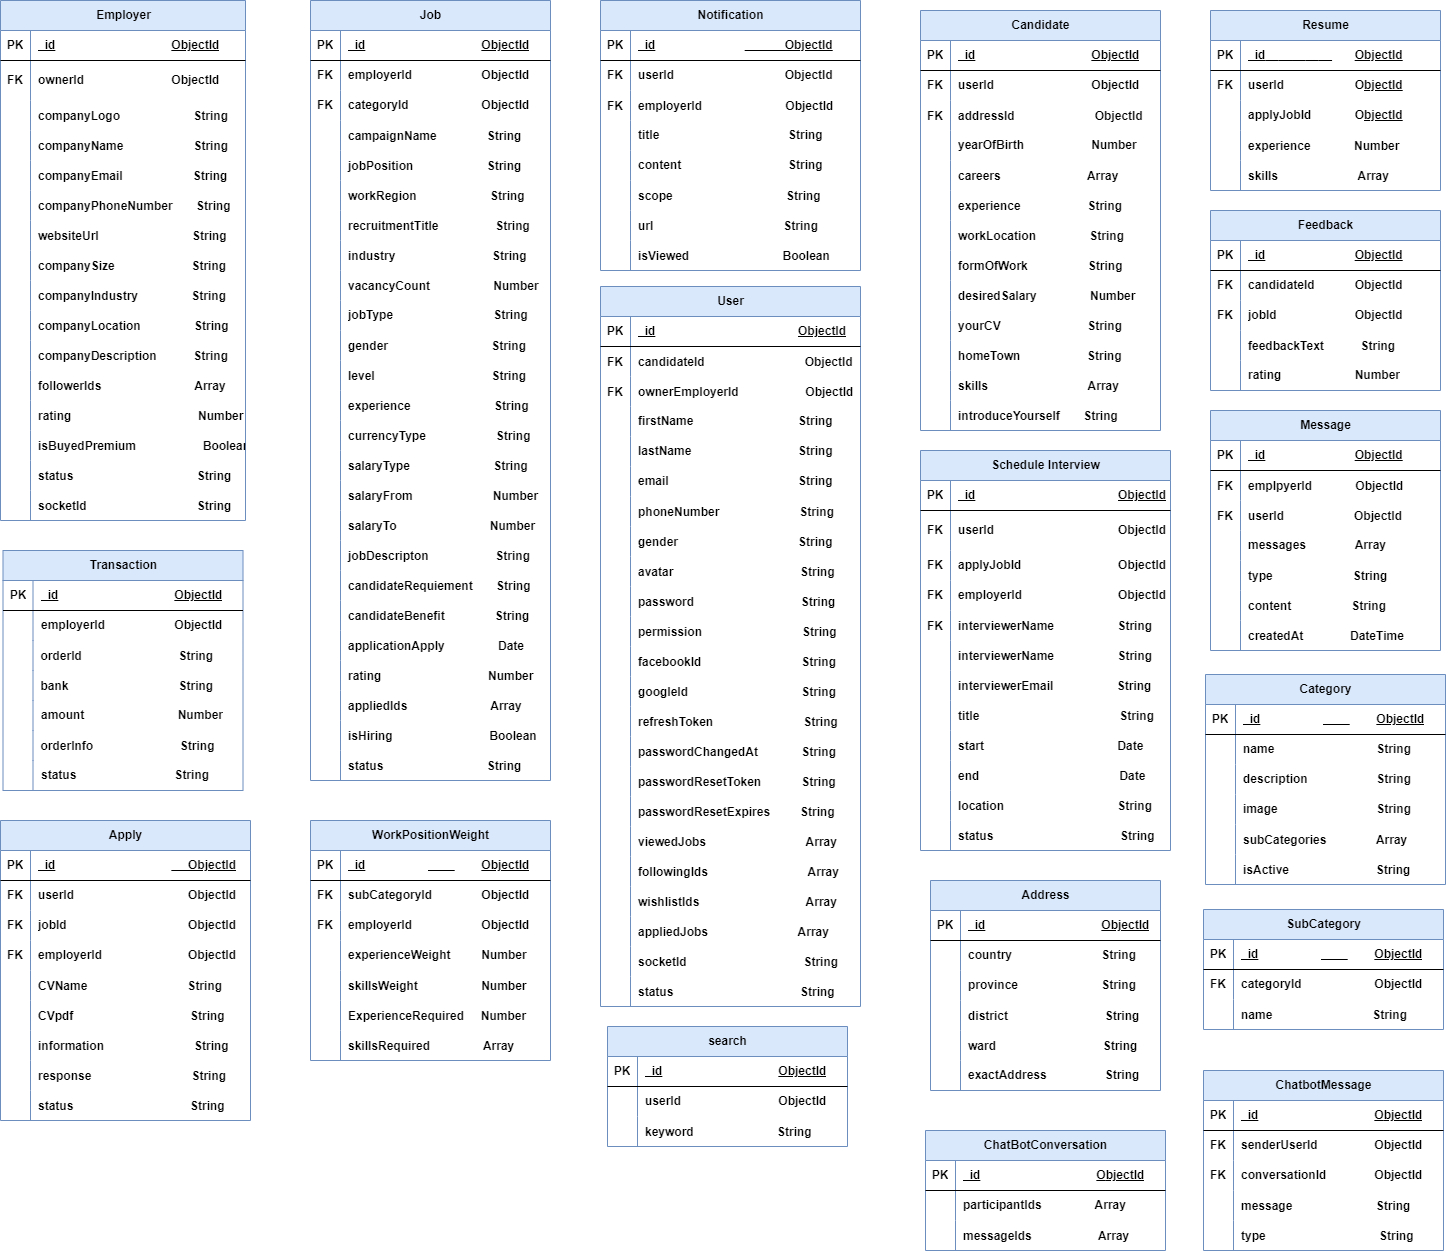 Employer
PK _id ObjectId
FK ownerId ObjectId
companyLogo String
companyName String
companyEmail String
companyPhoneNumber String
websiteUrl String
companySize String
companyIndustry String
companyLocation String
companyDescription String
followerIds Array
rating Number
isBuyedPremium Boolean
status String
socketId String
Transaction
PK _id ObjectId
employerId ObjectId
orderId String
bank String
amount Number
orderInfo String
status String
Apply
PK _id ObjectId
FK userId ObjectId
FK jobId ObjectId
FK employerId ObjectId
CVName String
CVpdf String
information String
response String
status String
Job
PK _id ObjectId
FK employerId ObjectId
FK categoryId ObjectId
campaignName String
jobPosition String
workRegion String
recruitmentTitle String
industry String
vacancyCount Number
jobType String
gender String
level String
experience String
currencyType String
salaryType String
salaryFrom Number
salaryTo Number
jobDescripton String
candidateRequiement String
candidateBenefit String
applicationApply Date
rating Number
appliedIds Array
isHiring Boolean
status String
WorkPositionWeight
PK _id ObjectId
FK subCategoryId ObjectId
FK employerId ObjectId
experienceWeight Number
skillsWeight Number
ExperienceRequired Number
skillsRequired Array
Notification
PK _id ObjectId
FK userId ObjectId
FK employerId ObjectId
title String
content String
scope String
url String
isViewed Boolean
User
PK _id ObjectId
FK candidateId ObjectId
FK ownerEmployerId ObjectId
firstName String
lastName String
email String
phoneNumber String
gender String
avatar String
password String
permission String
facebookId String
googleId String
refreshToken String
passwordChangedAt String
passwordResetToken String
passwordResetExpires String
viewedJobs Array
followingIds Array
wishlistIds Array
appliedJobs Array
socketId String
status String
search
PK _id ObjectId
userId ObjectId
keyword String
Candidate
PK _id ObjectId
FK userId ObjectId
FK addressId ObjectId
yearOfBirth Number
careers Array
experience String
workLocation String
formOfWork String
desiredSalary Number
yourCV String
homeTown String
skills Array
introduceYourself String
Schedule Interview
PK _id ObjectId
FK userId ObjectId
FK applyJobId ObjectId
FK employerId ObjectId
FK interviewerName String
interviewerName String
interviewerEmail String
title String
start Date
end Date
location String
status String
Address
PK _id ObjectId
country String
province String
district String
ward String
exactAddress String
ChatBotConversation
PK _id ObjectId
participantIds Array
messageIds Array
Resume
PK _id ObjectId
FK userId ObjectId
applyJobId ObjectId
experience Number
skills Array
Feedback
PK _id ObjectId
FK candidateId ObjectId
FK jobId ObjectId
feedbackText String
rating Number
Message
PK _id ObjectId
FK emplpyerId ObjectId
FK userId ObjectId
messages Array
type String
content String
createdAt DateTime
Category
PK _id ObjectId
name String
description String
image String
subCategories Array
isActive String
SubCategory
PK _id ObjectId
FK categoryId ObjectId
name String
ChatbotMessage
PK _id ObjectId
FK senderUserId ObjectId
FK conversationId ObjectId
message String
type String